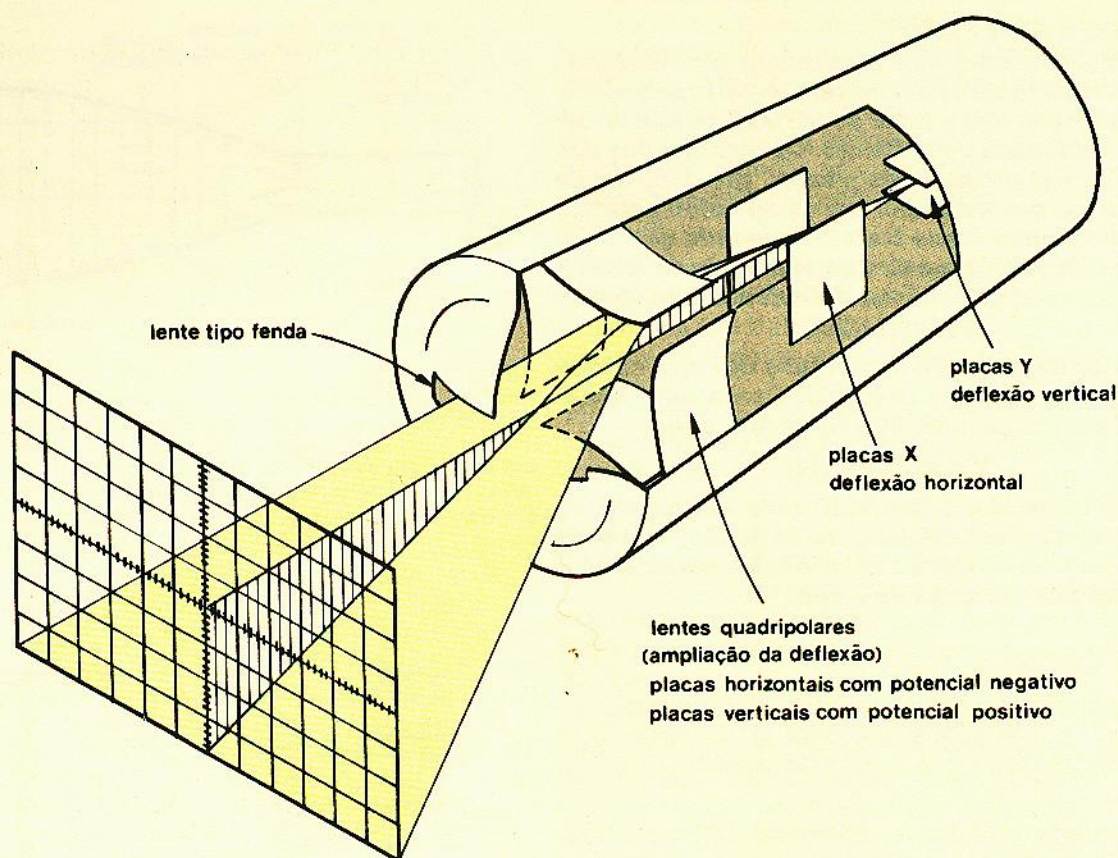 lente tipo fenda
placas Y
deflexão vertical
placas X
deflexão horizontal
lentes quadripolares
(ampliação da deflexão)
placas horizontais com potencial negativo
placas verticais com potencial positivo